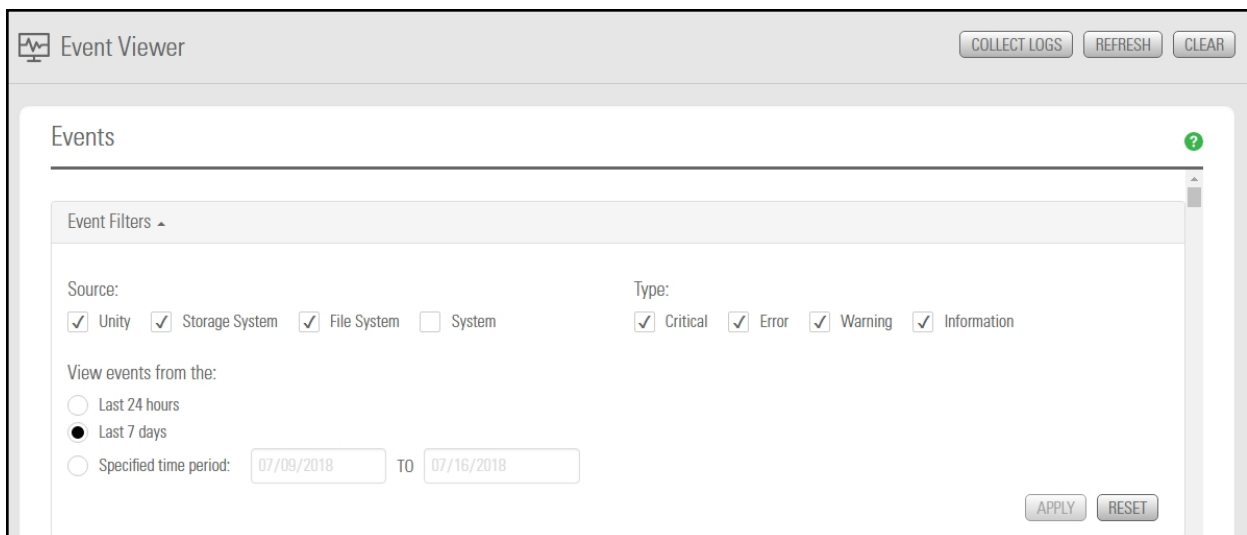 Event Viewer
COLLECT LOGS REFRESH CLEAR
Events
?
Event Filters
Source:
Unity Storage System File System System
Type:
Critical Error Warning Information
View events from the:
Last 24 hours
Last 7 days
Specified time period: 07/09/2018 TO 07/16/2018
APPLY RESET